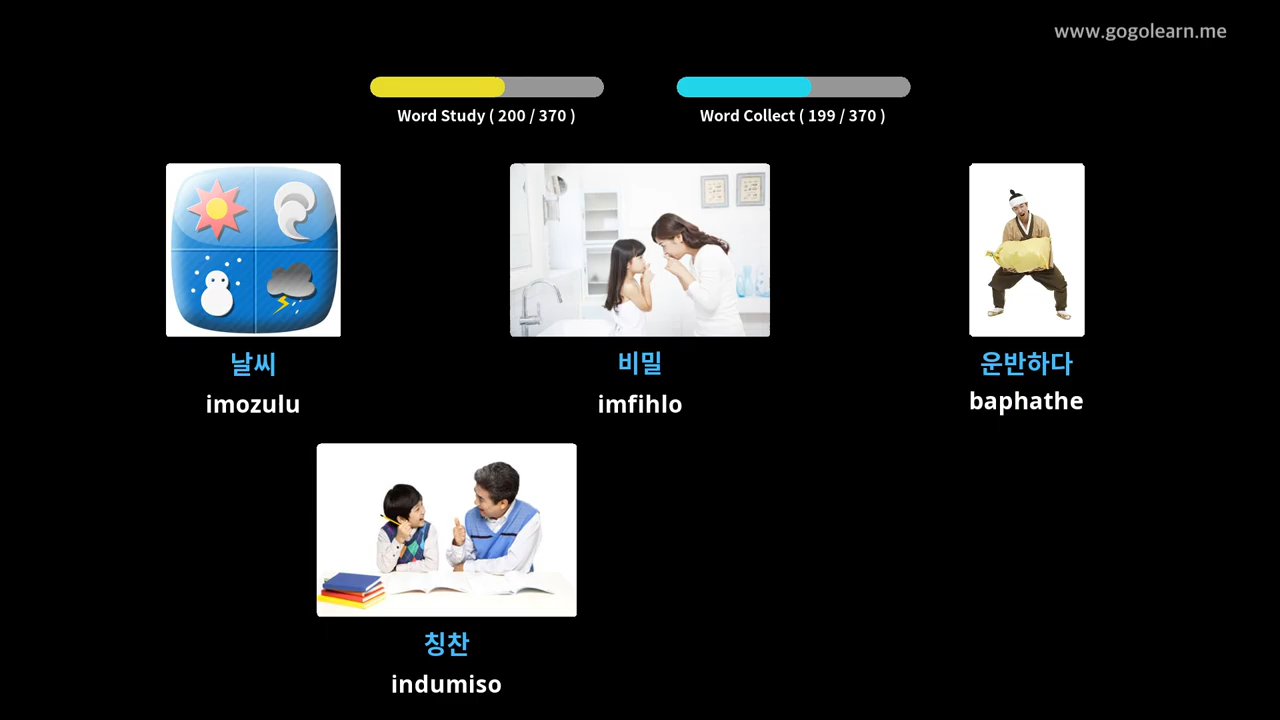 www.gogolearn.me
Word Study ( 200 / 370 )
Word Collect ( 199 / 370 )
날씨
imozulu
비밀
imfihlo
운반하다
baphathe
칭찬
indumiso